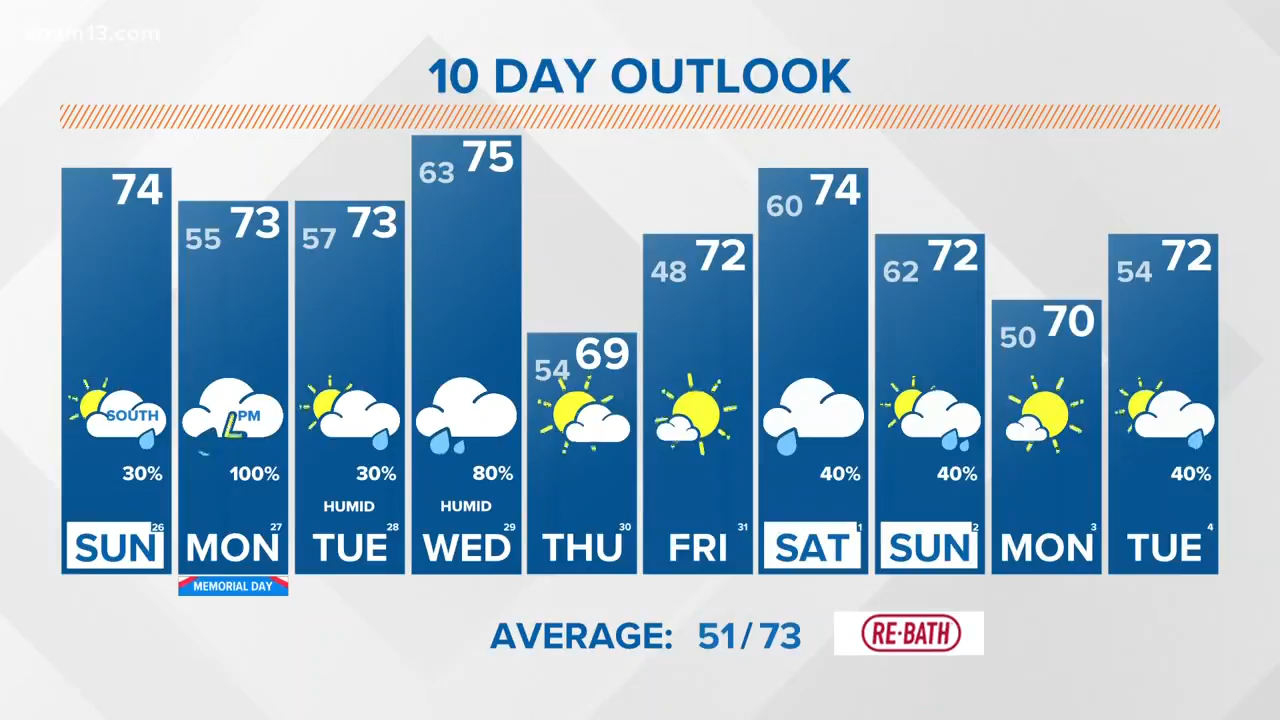 10 DAY OUTLOOK
74
55 73
57 73
63 75
54 69
48 72
60 74
62 72
50 70
54 72
SOUTH
PM
30%
100%
30%
80%
40%
40%
40%
HUMID
HUMID
SUN 26
MON 27
TUE 28
WED 29
THU 30
FRI 31
SAT 1
SUN 2
MON 3
TUE 4
MEMORIAL DAY
AVERAGE: 51/73
RE·BATH